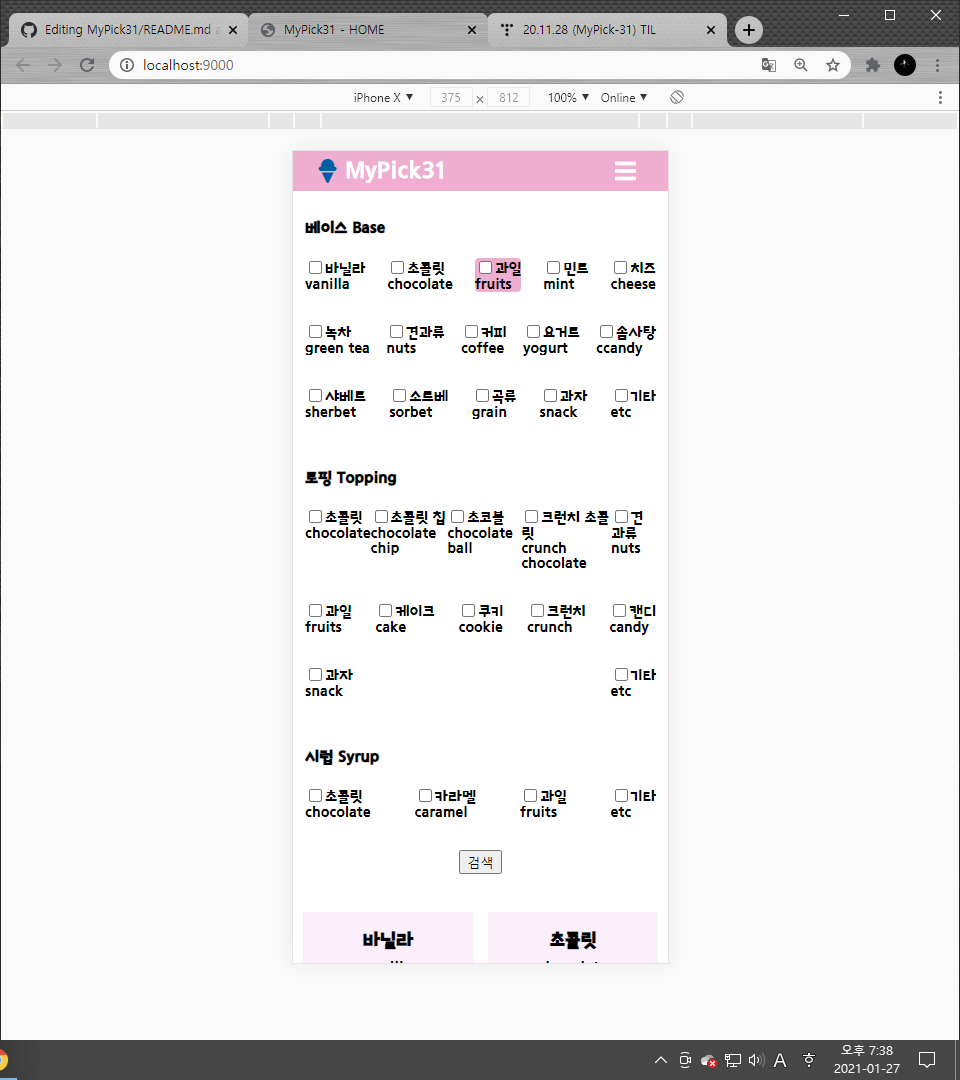 Editing MyPick31/README.md a
MyPick31 - HOME
20.11.28 (MyPick-31) TIL
localhost:9000
iPhone X ▼ 375 x 812 100% ▼ Online ▼
MyPick31
베이스 Base
바닐라 초콜릿 과일 민트 치즈
vanilla chocolate fruits mint cheese
녹차 견과류 커피 요거트 솜사탕
green tea nuts coffee yogurt ccandy
샤베트 소르베 곡류 과자 기타
sherbet sorbet grain snack etc
토핑 Topping
초콜릿 초콜릿 칩 초코볼 크런치 초콜 견
chocolate chocolate chocolate 릿 과류
chip ball crunch nuts
chocolate
과일 케이크 쿠키 크런치 캔디
fruits cake cookie crunch candy
과자 기타
snack etc
시럽 Syrup
초콜릿 카라멜 과일 기타
chocolate caramel fruits etc
검색
바닐라 초콜릿
A 후 오후 7:38
2021-01-27